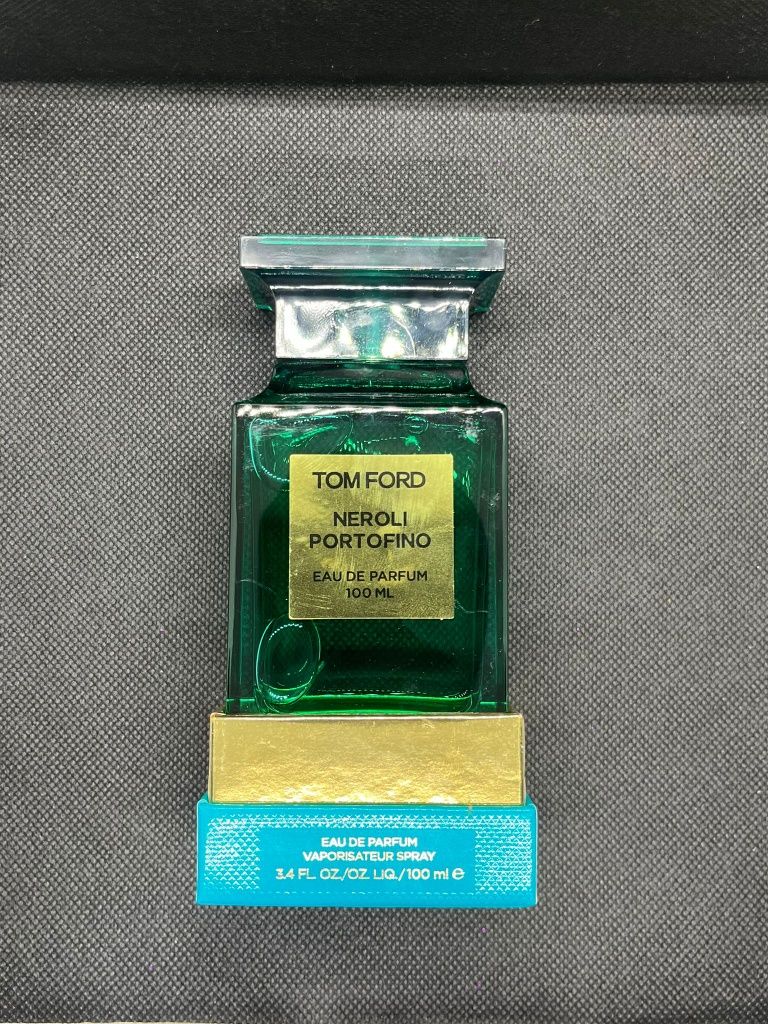 TOM FORD
NEROLI
PORTOFINO
EAU DE PARFUM
100 ML
EAU DE PARFUM
VAPORISATEUR SPRAY
3.4 FL. OZ./OZ. LIQ./100 ml ℮